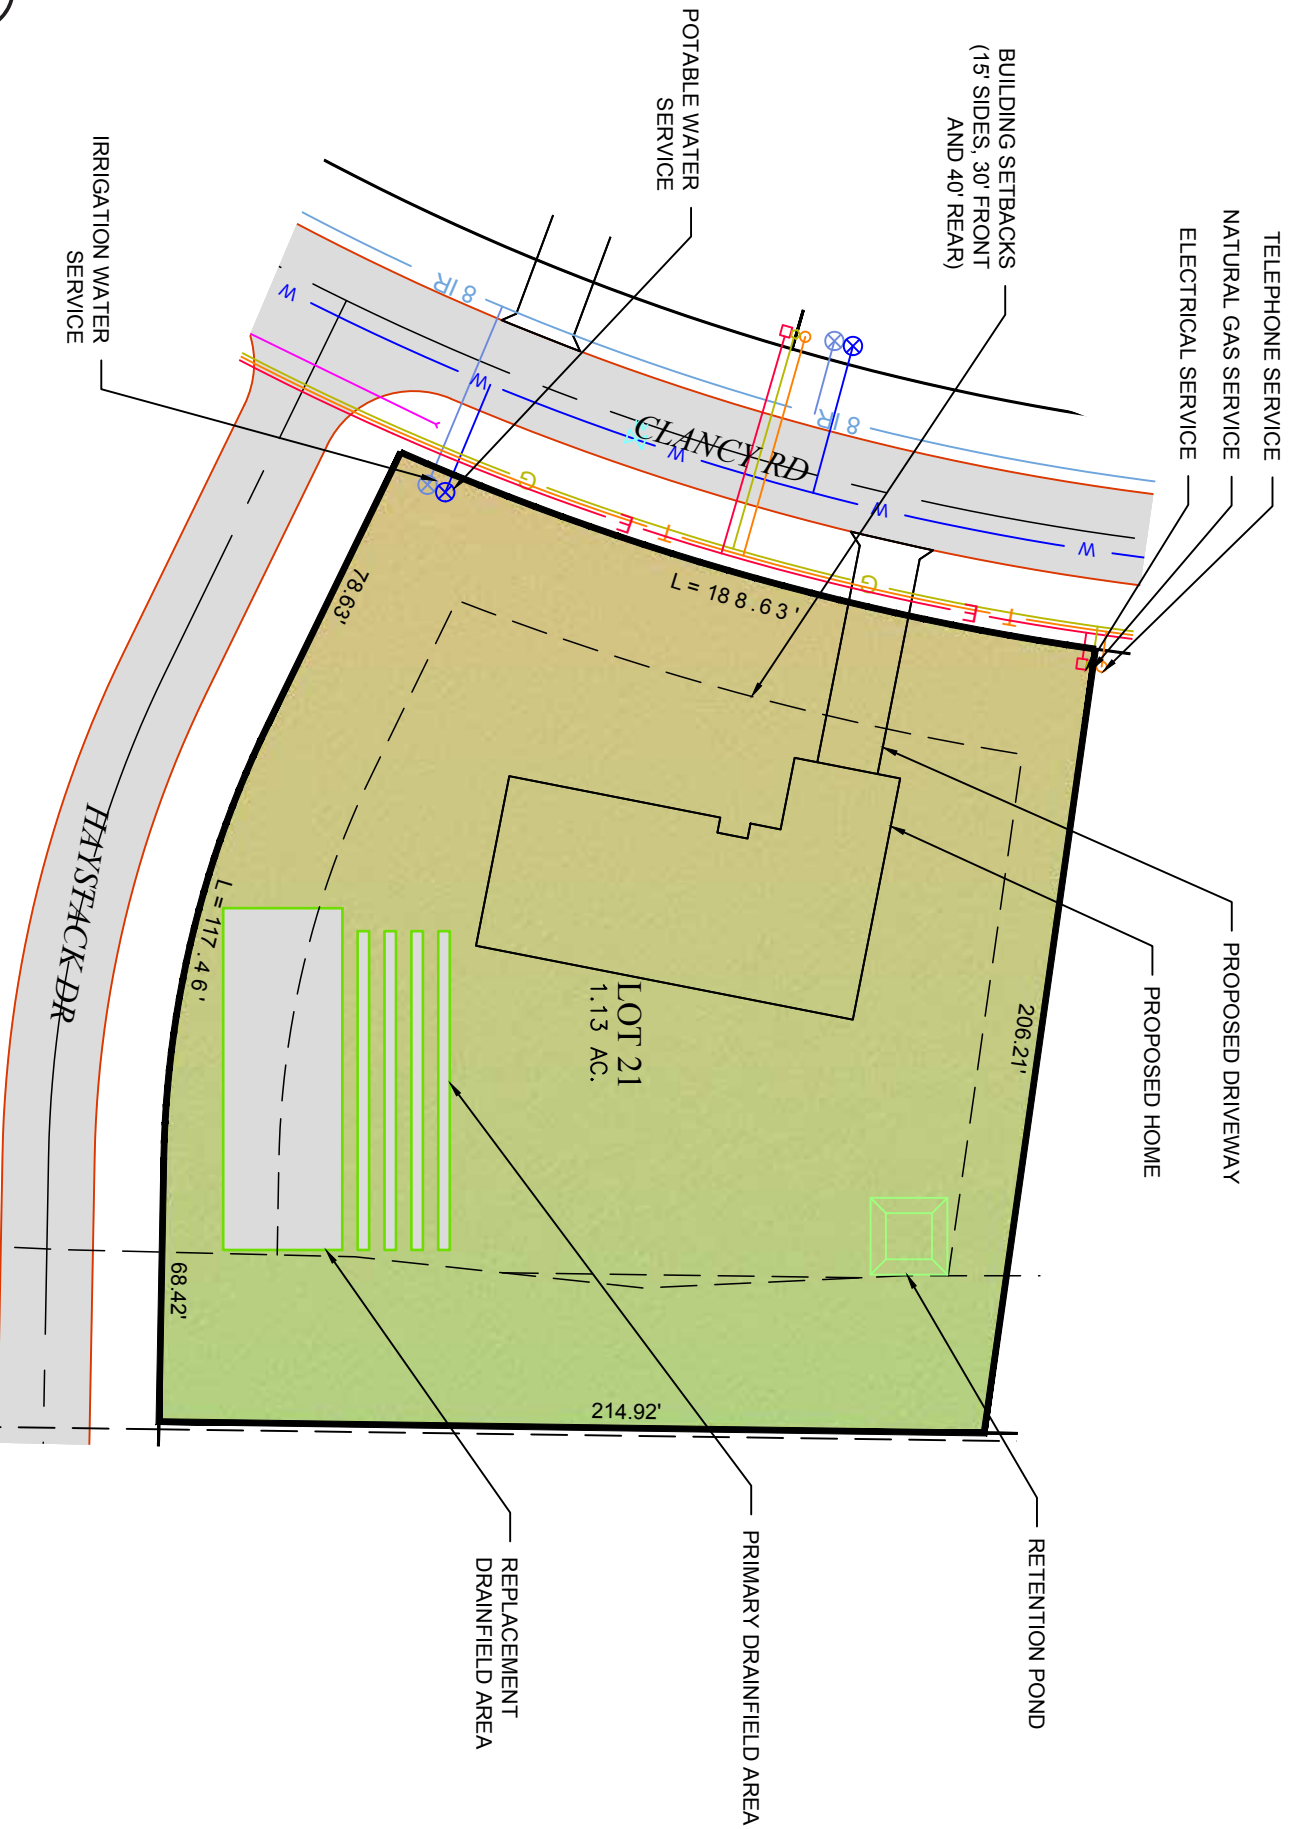 TELEPHONE SERVICE
NATURAL GAS SERVICE
ELECTRICAL SERVICE
BUILDING SETBACKS
(15' SIDES, 30' FRONT
AND 40' REAR)
POTABLE WATER
SERVICE
IRRIGATION WATER
SERVICE
8 IR
8 IR
W
W
W
W
W
CLANCY RD
G
T
E
G
T
E
L = 188.63'
78.63'
PROPOSED DRIVEWAY
PROPOSED HOME
206.21'
LOT 21
1.13 AC.
L = 117.46'
HAYSTACK DR
68.42'
214.92'
RETENTION POND
PRIMARY DRAINFIELD AREA
REPLACEMENT
DRAINFIELD AREA